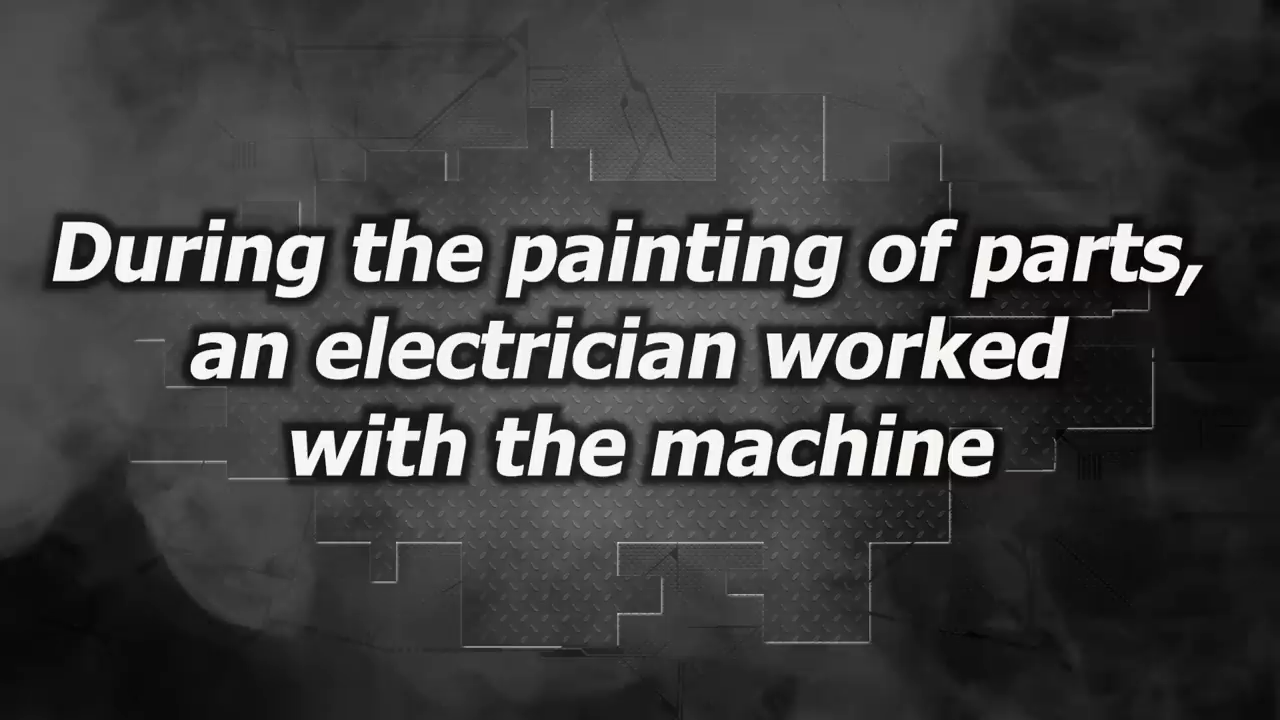 During the painting of parts,
an electrician worked
with the machine